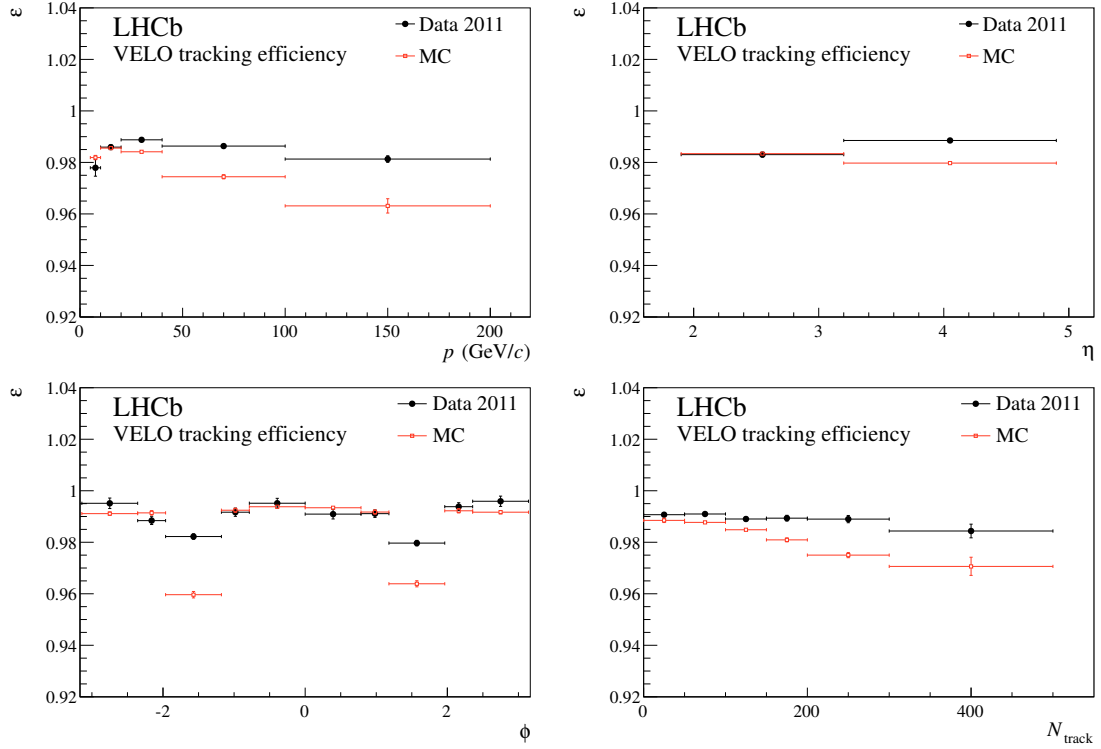 ε
1.04
1.02
1
0.98
0.96
0.94
0.92
LHCb
VELO tracking efficiency
Data 2011
MC
0 50 100 150 200
p (GeV/c)
ε
1.04
1.02
1
0.98
0.96
0.94
0.92
LHCb
VELO tracking efficiency
Data 2011
MC
2 3 4 5
η
ε
1.04
1.02
1
0.98
0.96
0.94
0.92
LHCb
VELO tracking efficiency
Data 2011
MC
-2 0 2
ϕ
ε
1.04
1.02
1
0.98
0.96
0.94
0.92
LHCb
VELO tracking efficiency
Data 2011
MC
0 200 400
N_track